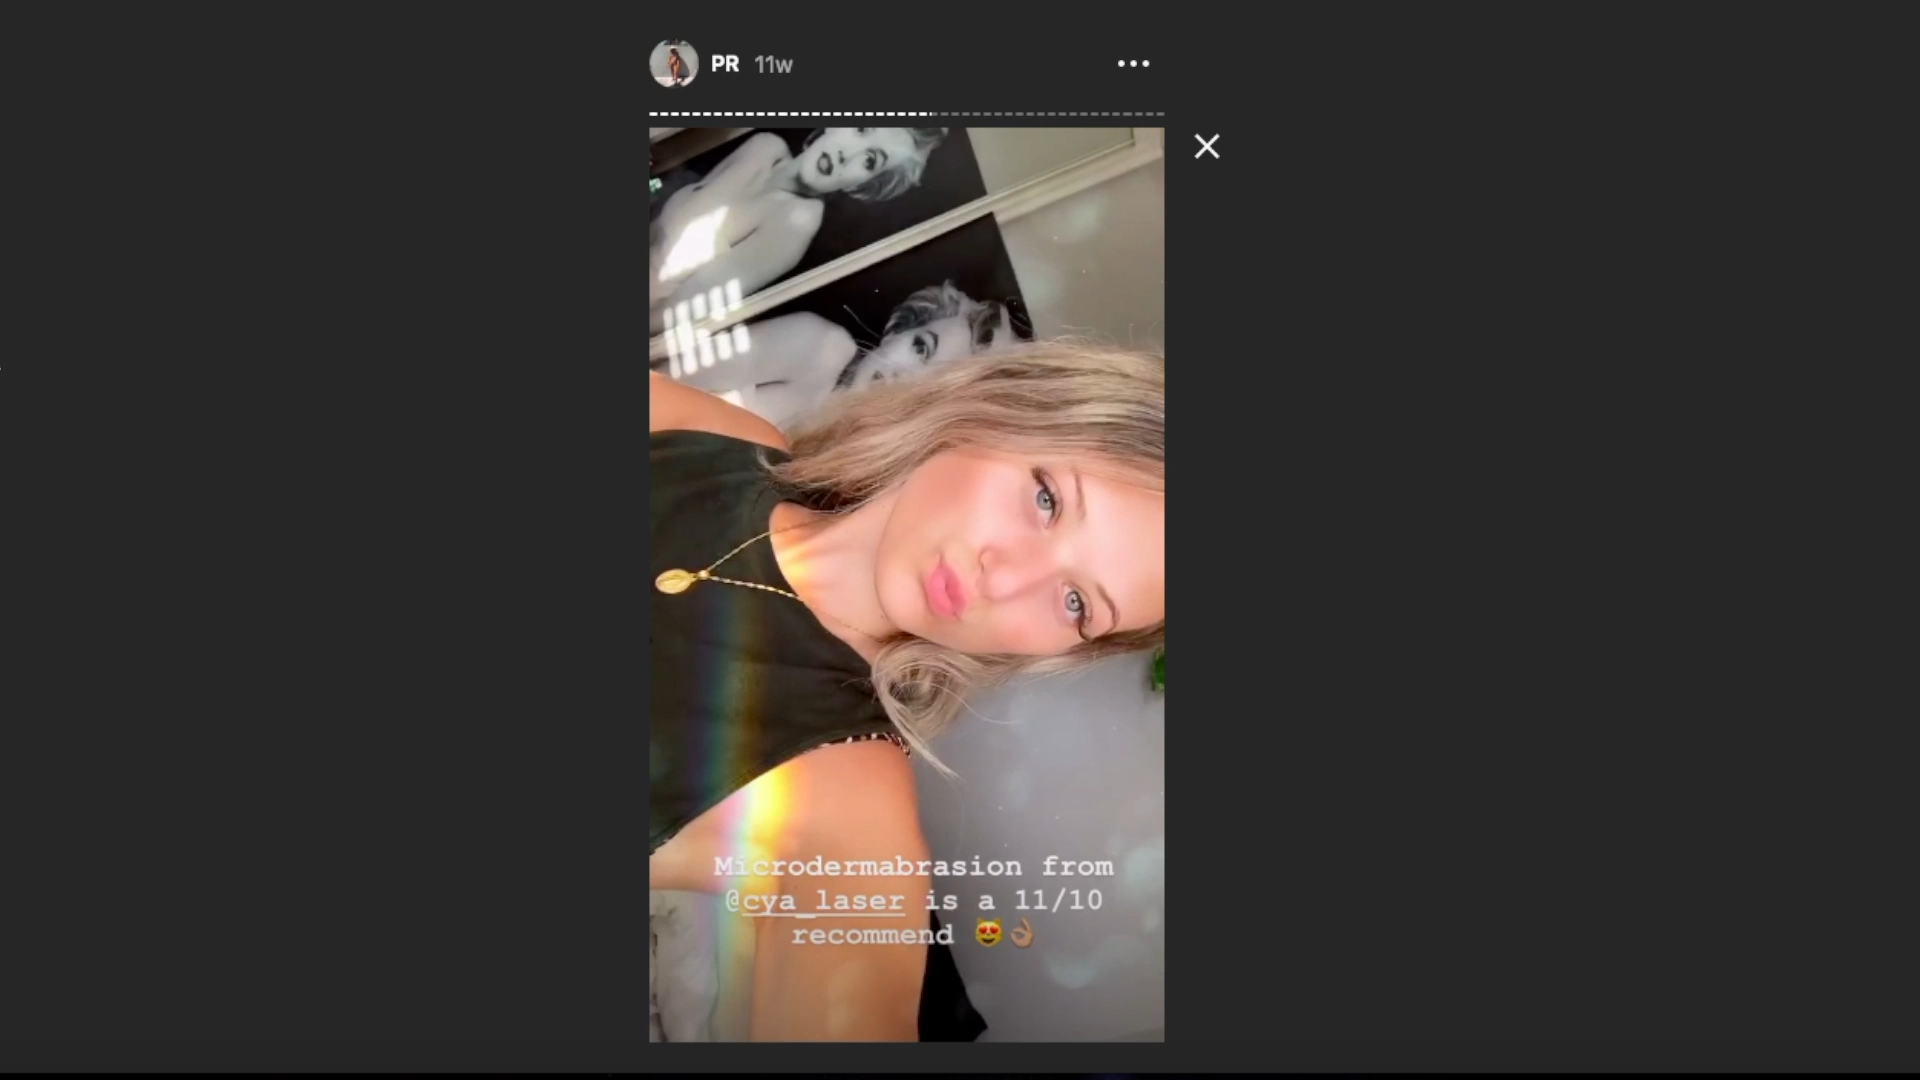 PR 11w
Microdermabrasion from
@cya_laser is a 11/10
recommend 😻👌🏽